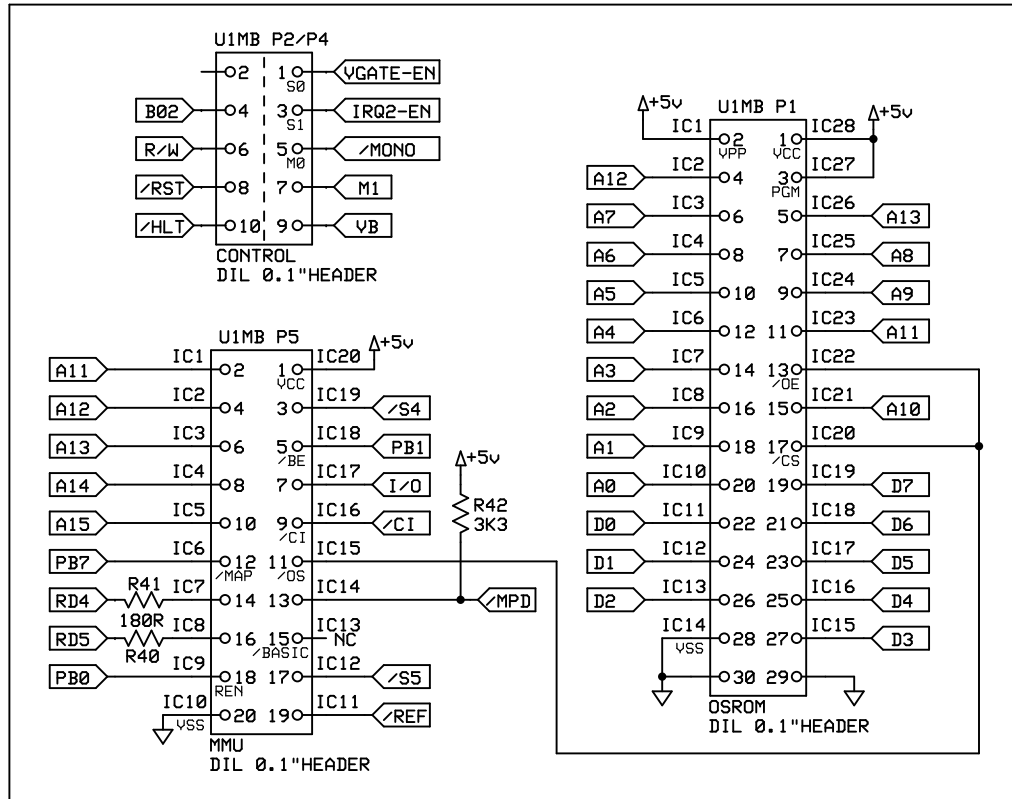 U1MB P2/P4
2 1 VGATE-EN
S0
B02 4 3 IRQ2-EN
S1
R/W 6 5 /MONO
M0
/RST 8 7 M1
/HLT 10 9 VB
CONTROL
DIL 0.1"HEADER
U1MB P5
IC1 IC20 +5v
A11 2 1
VCC
IC2 IC19
A12 4 3 /S4
IC3 IC18
A13 6 5 PB1
/BE
IC4 IC17
A14 8 7 I/O
IC5 IC16
A15 10 9 /CI
/CI
IC6 IC15
PB7 12 11
/MAP /OS
R41 IC7 IC14
RD4 14 13 /MPD
180R IC8 IC13
RD5 16 15 NC
R40 /BASIC
IC9 IC12
PB0 18 17 /S5
REN
IC10 IC11
20 19 /REF
VSS
MMU
DIL 0.1"HEADER
+5v
R42
3K3
+5v U1MB P1 +5v
IC1 IC28
2 1
VPP VCC
IC2 IC27
A12 4 3
PGM
IC3 IC26
A7 6 5 A13
IC4 IC25
A6 8 7 A8
IC5 IC24
A5 10 9 A9
IC6 IC23
A4 12 11 A11
IC7 IC22
A3 14 13
/OE
IC8 IC21
A2 16 15 A10
IC9 IC20
A1 18 17
/CS
IC10 IC19
A0 20 19 D7
IC11 IC18
D0 22 21 D6
IC12 IC17
D1 24 23 D5
IC13 IC16
D2 26 25 D4
IC14 IC15
28 27 D3
VSS
30 29
OSROM
DIL 0.1"HEADER